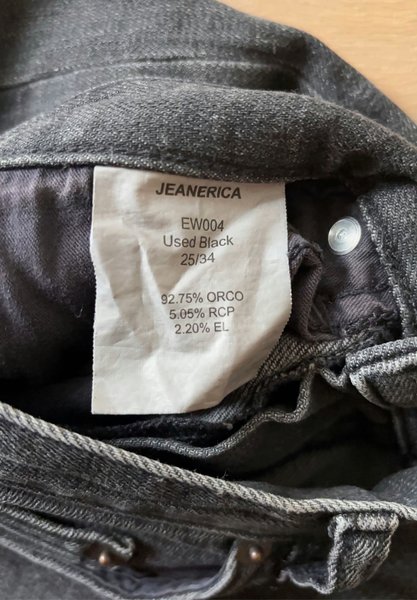 JEANERICA
EW004
Used Black
25/34
92.75% ORCO
5.05% RCP
2.20% EL